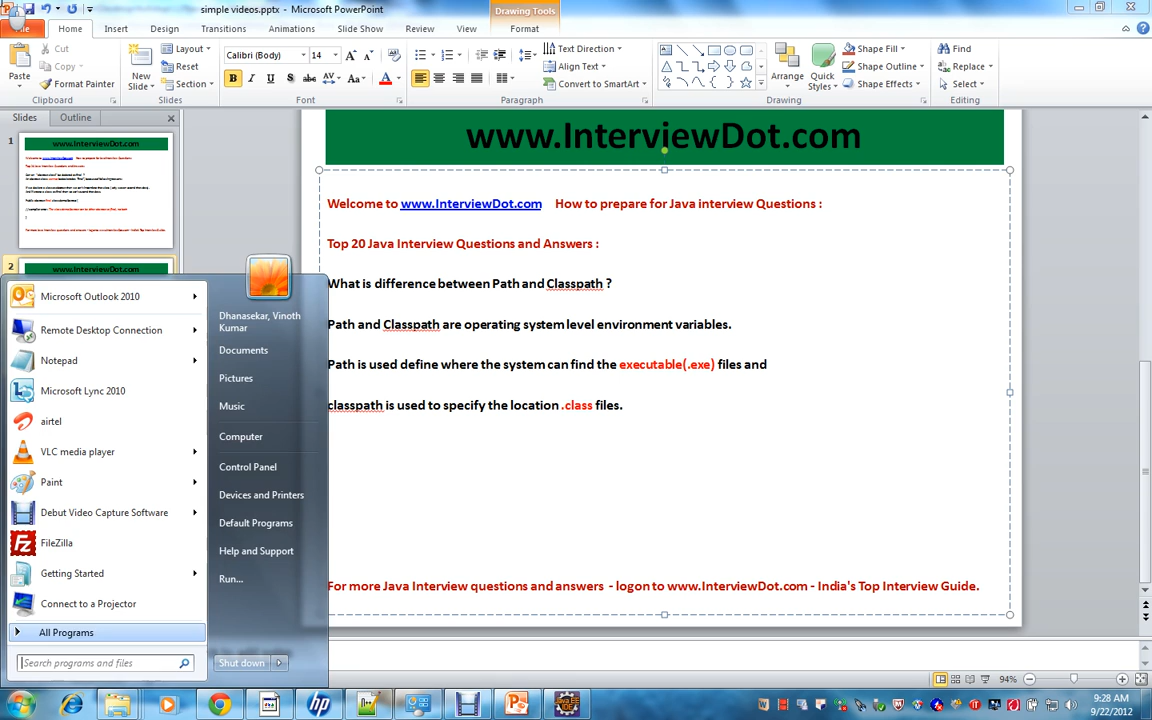 simple videos.pptx - Microsoft PowerPoint
Drawing Tools
File
Home
Insert
Design
Transitions
Animations
Slide Show
Review
View
Format
Paste
Cut
Copy
Format Painter
Clipboard
New
Slide
Layout
Reset
Section
Slides
Calibri (Body)
14
Font
Text Direction
Align Text
Convert to SmartArt
Paragraph
Arrange
Quick
Styles
Shape Fill
Shape Outline
Shape Effects
Drawing
Find
Replace
Select
Editing
Slides
Outline
1
www.InterviewDot.com
2
www.InterviewDot.com
www.InterviewDot.com
Welcome to www.InterviewDot.com How to prepare for Java interview Questions :
Top 20 Java Interview Questions and Answers :
What is difference between Path and Classpath ?
Path and Classpath are operating system level environment variables.
Path is used define where the system can find the executable(.exe) files and
classpath is used to specify the location .class files.
For more Java Interview questions and answers - logon to www.InterviewDot.com - India's Top Interview Guide.
Microsoft Outlook 2010
Remote Desktop Connection
Notepad
Microsoft Lync 2010
airtel
VLC media player
Paint
Debut Video Capture Software
FileZilla
Getting Started
Connect to a Projector
All Programs
Search programs and files
Dhanasekar, Vinoth
Kumar
Documents
Pictures
Music
Computer
Control Panel
Devices and Printers
Default Programs
Help and Support
Run...
Shut down
94%
9:28 AM
9/22/2012